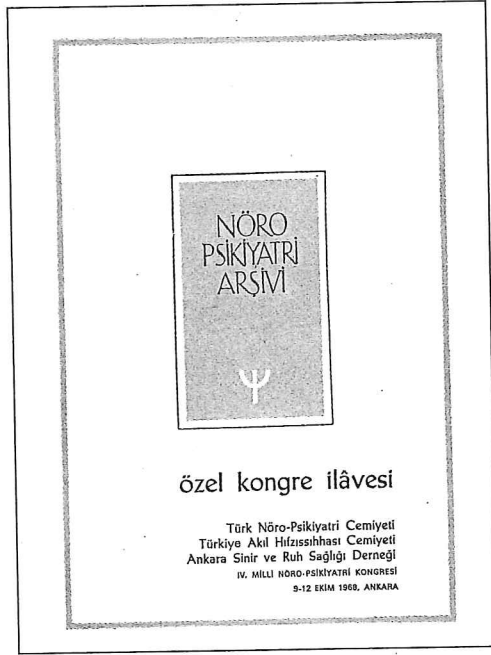 NÖRO
PSİKİYATRİ
ARŞİVİ
Ψ
özel kongre ilâvesi
Türk Nöro-Psikiyatri Cemiyeti
Türkiye Akıl Hıfzıssıhhası Cemiyeti
Ankara Sinir ve Ruh Sağlığı Derneği
IV. MİLLİ NÖRO-PSİKİYATRİ KONGRESİ
9-12 EKİM 1968, ANKARA